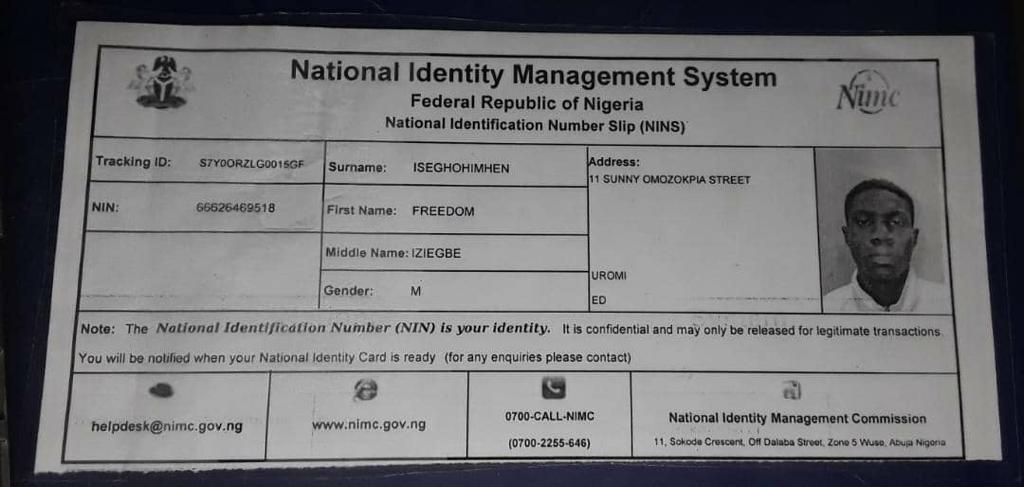 National Identity Management System
Federal Republic of Nigeria
National Identification Number Slip (NINS)
Nimc
Tracking ID: S7Y0ORZLG0015GF
Surname: ISEGHOHIMHEN
Address:
11 SUNNY OMOZOKPIA STREET
NIN: 66626469518
First Name: FREEDOM
Middle Name: IZIEGBE
UROMI
Gender: M
ED
Note: The National Identification Number (NIN) is your identity. It is confidential and may only be released for legitimate transactions
You will be notified when your National Identity Card is ready (for any enquiries please contact)
helpdesk@nimc.gov.ng
www.nimc.gov.ng
0700-CALL-NIMC
(0700-2255-646)
National Identity Management Commission
11, Sokode Crescent, Off Dalaba Street, Zone 5 Wuse, Abuja Nigeria